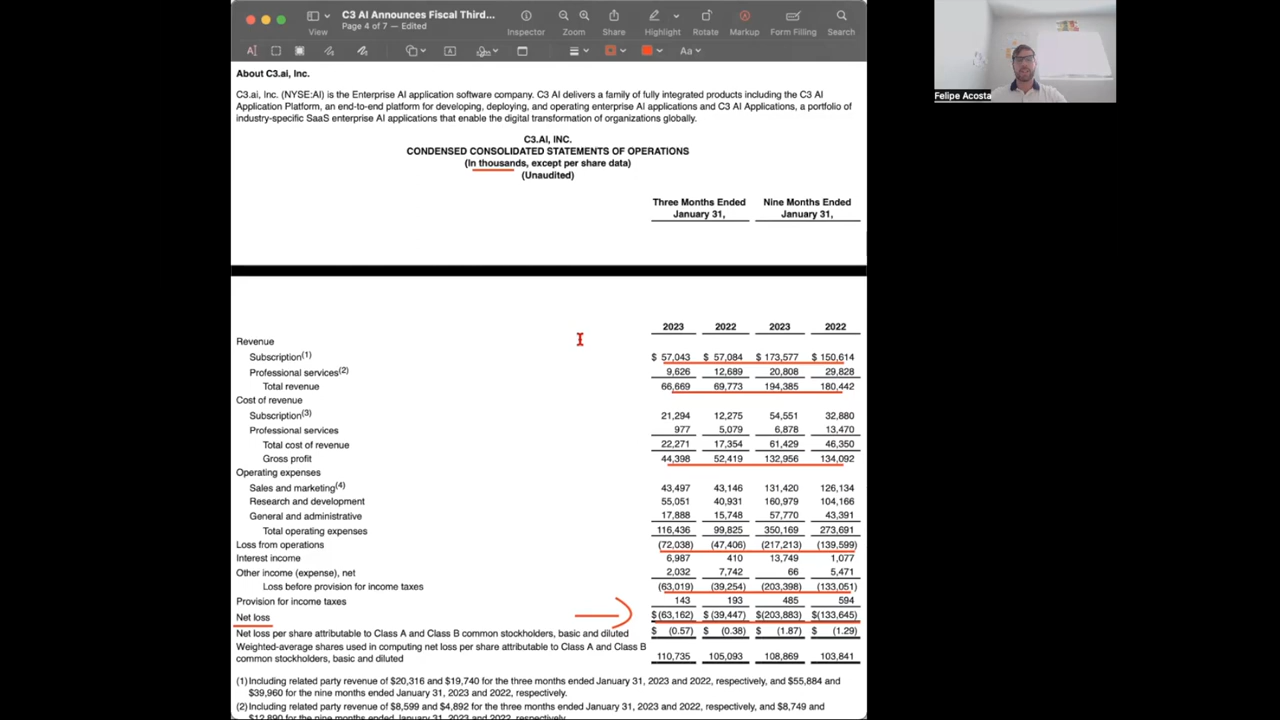 C3 AI Announces Fiscal Third...
Page 4 of 7 — Edited
View
Inspector
Zoom
Share
Highlight
Rotate
Markup
Form Filling
Search
Aa
Felipe Acosta
About C3.ai, Inc.
C3.ai, Inc. (NYSE:AI) is the Enterprise AI application software company. C3 AI delivers a family of fully integrated products including the C3 AI
Application Platform, an end-to-end platform for developing, deploying, and operating enterprise AI applications and C3 AI Applications, a portfolio of
industry-specific SaaS enterprise AI applications that enable the digital transformation of organizations globally.
C3.AI, INC.
CONDENSED CONSOLIDATED STATEMENTS OF OPERATIONS
(In thousands, except per share data)
(Unaudited)
Three Months Ended Nine Months Ended
January 31, January 31,
2023 2022 2023 2022
Revenue
Subscription(1) $ 57,043 $ 57,084 $ 173,577 $ 150,614
Professional services(2) 9,626 12,689 20,808 29,828
Total revenue 66,669 69,773 194,385 180,442
Cost of revenue
Subscription(3) 21,294 12,275 54,551 32,880
Professional services 977 5,079 6,878 13,470
Total cost of revenue 22,271 17,354 61,429 46,350
Gross profit 44,398 52,419 132,956 134,092
Operating expenses
Sales and marketing(4) 43,497 43,146 131,420 126,134
Research and development 55,051 40,931 160,979 104,166
General and administrative 17,888 15,748 57,770 43,391
Total operating expenses 116,436 99,825 350,169 273,691
Loss from operations (72,038) (47,406) (217,213) (139,599)
Interest income 6,987 410 13,749 1,077
Other income (expense), net 2,032 7,742 66 5,471
Loss before provision for income taxes (63,019) (39,254) (203,398) (133,051)
Provision for income taxes 143 193 485 594
Net loss $(63,162) $(39,447) $(203,883) $(133,645)
Net loss per share attributable to Class A and Class B common stockholders, basic and diluted $ (0.57) $ (0.38) $ (1.87) $ (1.29)
Weighted-average shares used in computing net loss per share attributable to Class A and Class B
common stockholders, basic and diluted 110,735 105,093 108,869 103,841
(1) Including related party revenue of $20,316 and $19,740 for the three months ended January 31, 2023 and 2022, respectively, and $55,884 and
$39,960 for the nine months ended January 31, 2023 and 2022, respectively.
(2) Including related party revenue of $8,599 and $4,892 for the three months ended January 31, 2023 and 2022, respectively, and $8,749 and
$12,890 for the nine months ended January 31, 2023 and 2022, respectively.